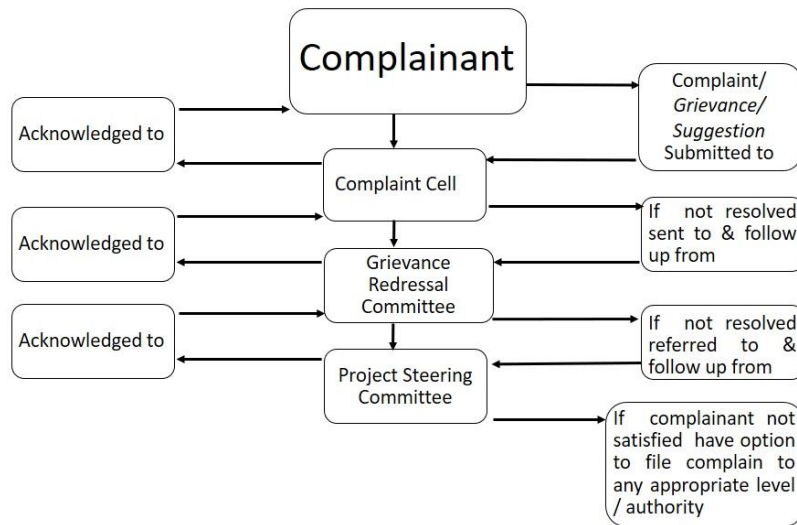 Complainant
Complaint/
Grievance/
Suggestion
Submitted to
Acknowledged to
Complaint Cell
If not resolved
sent to & follow
up from
Acknowledged to
Grievance
Redressal
Committee
If not resolved
referred to &
follow up from
Acknowledged to
Project Steering
Committee
If complainant not
satisfied have option
to file complain to
any appropriate level
/ authority